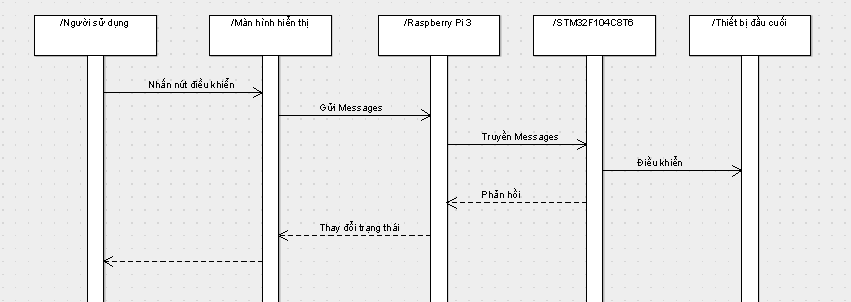 /Người sử dụng
/Màn hình hiển thị
/Raspberry Pi 3
/STM32F104C8T6
/Thiết bị đầu cuối
Nhấn nút điều khiển
Gửi Messages
Truyền Messages
Điều khiển
Phản hồi
Thay đổi trạng thái